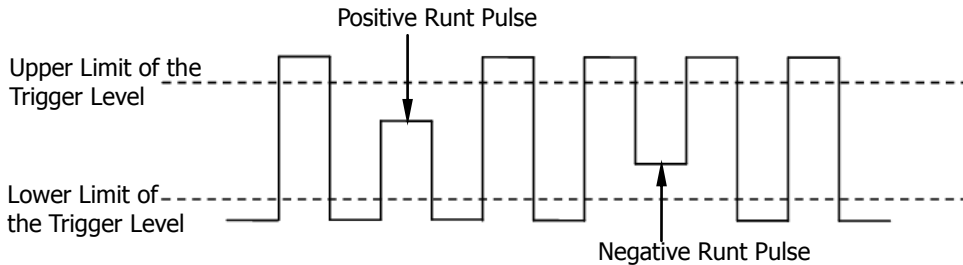 Positive Runt Pulse
Upper Limit of the
Trigger Level
Lower Limit of
the Trigger Level
Negative Runt Pulse